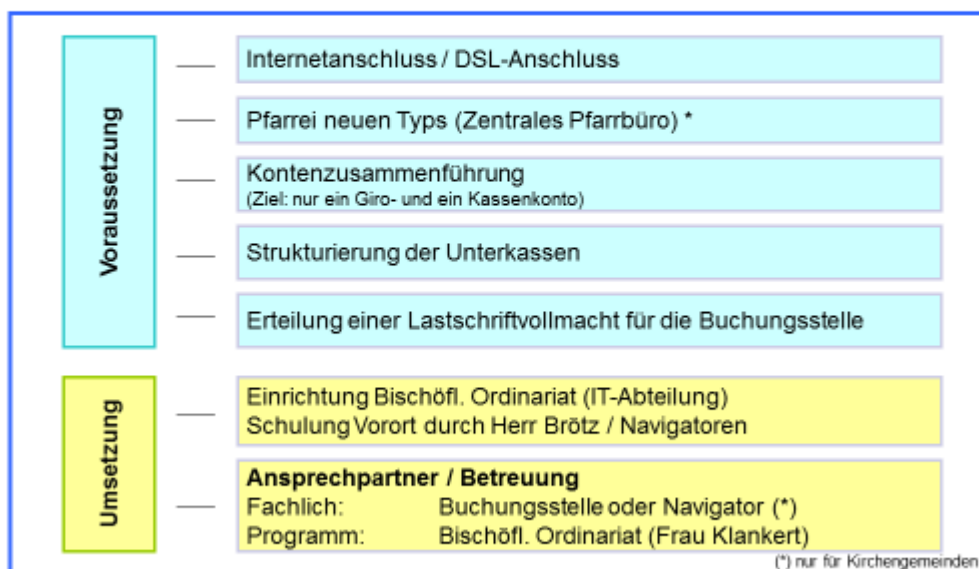 Voraussetzung
Internetanschluss / DSL-Anschluss
Pfarrei neuen Typs (Zentrales Pfarrbüro) *
Kontenzusammenführung
(Ziel: nur ein Giro- und ein Kassenkonto)
Strukturierung der Unterkassen
Erteilung einer Lastschriftvollmacht für die Buchungsstelle
Umsetzung
Einrichtung Bischöfl. Ordinariat (IT-Abteilung)
Schulung Vorort durch Herr Brötz / Navigatoren
Ansprechpartner / Betreuung
Fachlich: Buchungsstelle oder Navigator (*)
Programm: Bischöfl. Ordinariat (Frau Klankert)
(*) nur für Kirchengemeinden